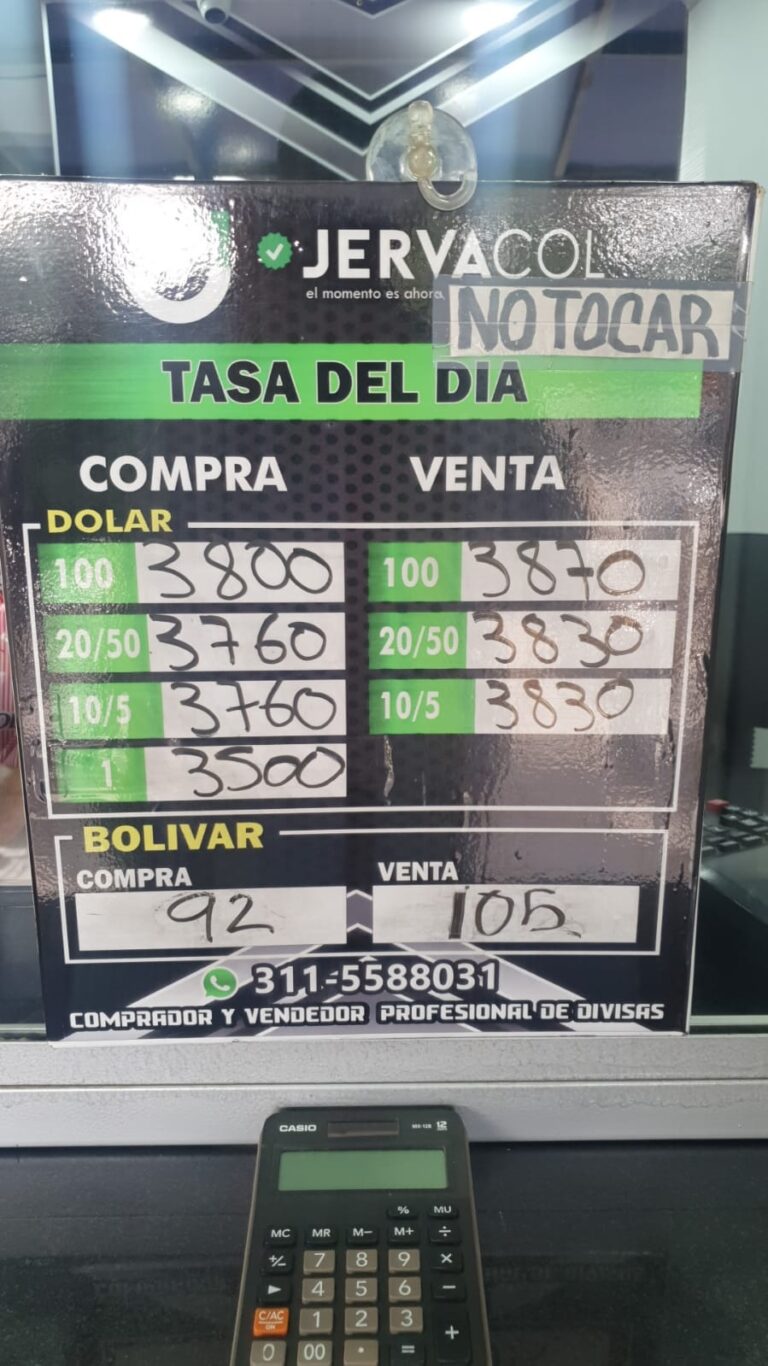 JERVACOL
el momento es ahora
NO TOCAR
TASA DEL DIA
COMPRA VENTA
DOLAR
100 3800 100 3870
20/50 3760 20/50 3830
10/5 3760 10/5 3830
1 3500
BOLIVAR
COMPRA VENTA
92 105
311-5588031
COMPRADOR Y VENDEDOR PROFESIONAL DE DIVISAS
CASIO MX-12B 12
% MU
MC MR M- M+ ÷
+/- 7 8 9 ×
▶ 4 5 6 −
C/AC ON 1 2 3 +
0 00 · =